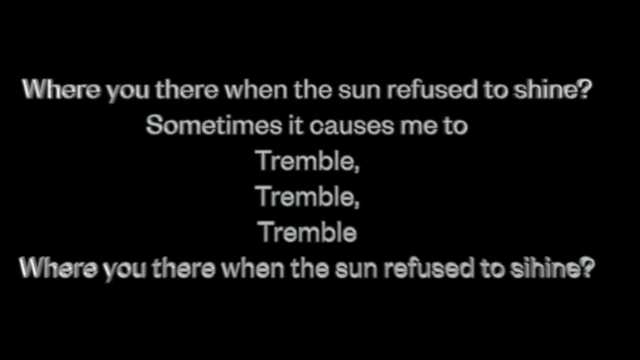 Where you there when the sun refused to shine?
Sometimes it causes me to
Tremble,
Tremble,
Tremble
Where you there when the sun refused to sihine?